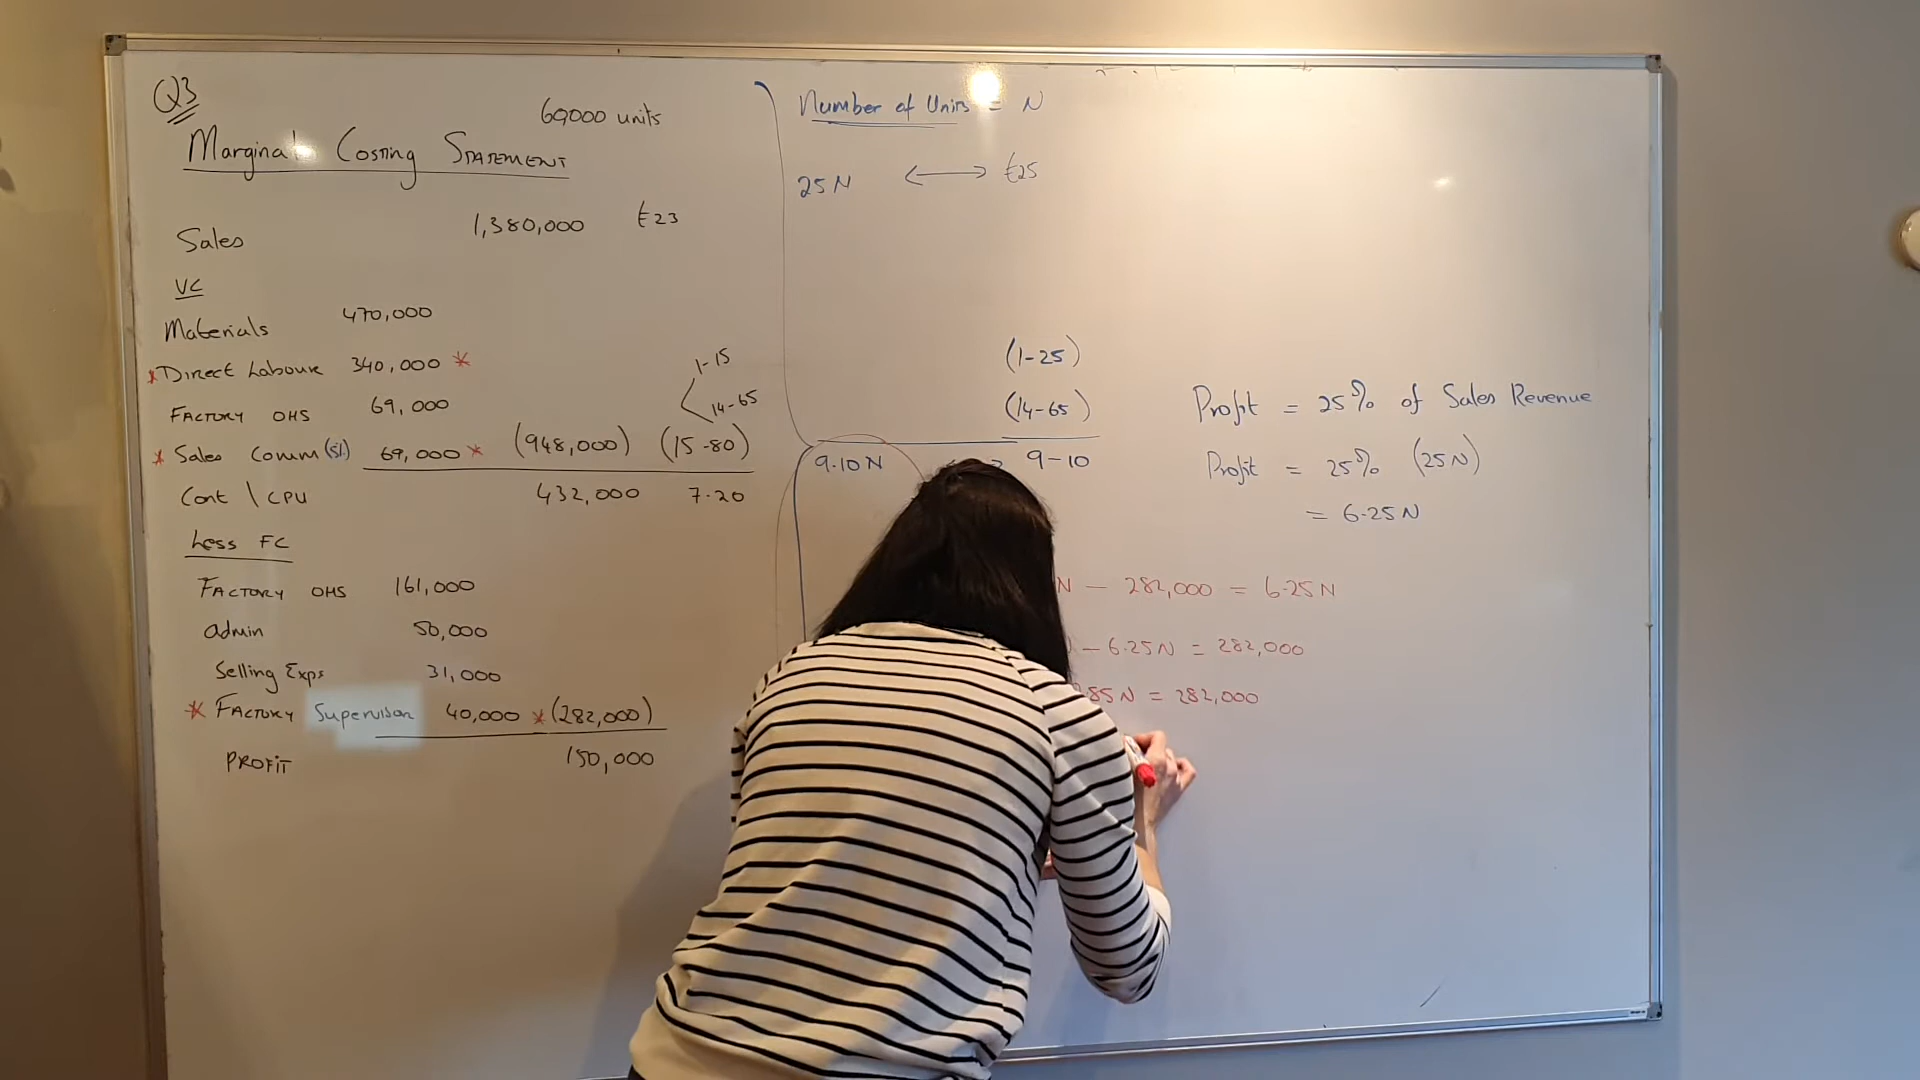 Q3
60000 units
Marginal Costing STATEMENT
Sales 1,380,000 €23
VC
Materials 470,000
* Direct Labour 340,000 * 1-15
FACTORY OHS 69,000 14-65
* Sales Comm (5%) 69,000 * (948,000) (15-80)
Cont \ CPU 432,000 7.20
Less FC
FACTORY OHS 161,000
admin 50,000
Selling Exps 31,000
* FACTORY Supervison 40,000 * (282,000)
PROFIT 150,000
Number of Units = N
25N ⟷ €25
(1-25)
(14-65)
9.10N 9-10
Profit = 25% of Sales Revenue
Profit = 25% (25N)
= 6.25N
N - 282,000 = 6.25N
- 6.25N = 282,000
85N = 282,000